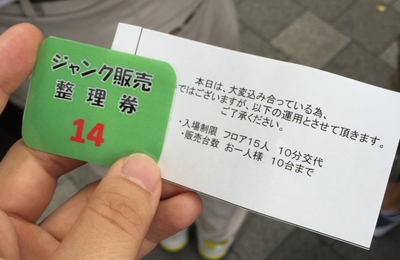 ジャンク販売
整理券
14
本日は、大変込み合っている為、
ではございますが、以下の運用とさせて頂きます。
ご了承ください。
・入場制限 フロア15人 10分交代
・販売台数 お一人様 10台まで